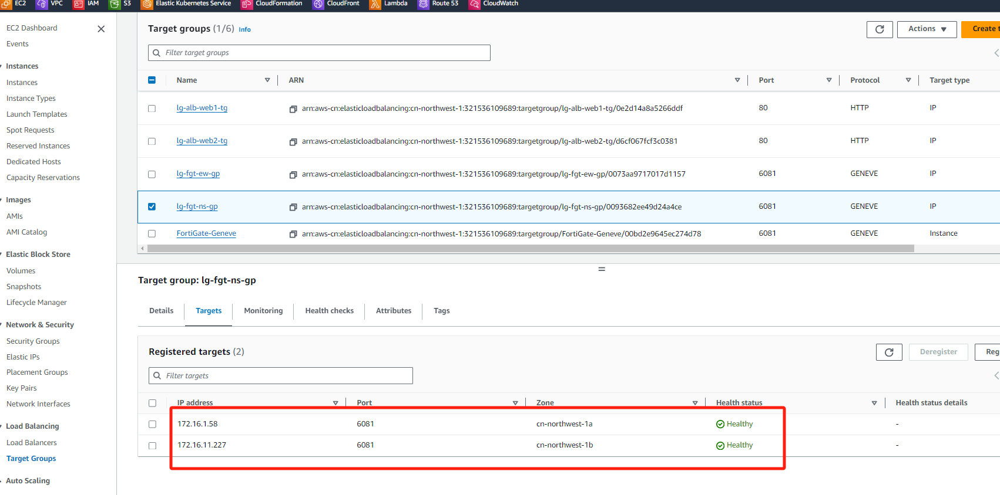 EC2 VPC IAM S3 Elastic Kubernetes Service CloudFormation CloudFront Lambda Route 53 CloudWatch
EC2 Dashboard
Events
Instances
Instances
Instance Types
Launch Templates
Spot Requests
Reserved Instances
Dedicated Hosts
Capacity Reservations
Images
AMIs
AMI Catalog
Elastic Block Store
Volumes
Snapshots
Lifecycle Manager
Network & Security
Security Groups
Elastic IPs
Placement Groups
Key Pairs
Network Interfaces
Load Balancing
Load Balancers
Target Groups
Auto Scaling
Target groups (1/6) Info
Actions
Create t
Filter target groups
Name ARN Port Protocol Target type
lg-alb-web1-tg arn:aws-cn:elasticloadbalancing:cn-northwest-1:321536109689:targetgroup/lg-alb-web1-tg/0e2d14a8a5266ddf 80 HTTP IP
lg-alb-web2-tg arn:aws-cn:elasticloadbalancing:cn-northwest-1:321536109689:targetgroup/lg-alb-web2-tg/d6cf067fcf3c0381 80 HTTP IP
lg-fgt-ew-gp arn:aws-cn:elasticloadbalancing:cn-northwest-1:321536109689:targetgroup/lg-fgt-ew-gp/0073aa9717017d1157 6081 GENEVE IP
lg-fgt-ns-gp arn:aws-cn:elasticloadbalancing:cn-northwest-1:321536109689:targetgroup/lg-fgt-ns-gp/0093682ee49d24a4ce 6081 GENEVE IP
FortiGate-Geneve arn:aws-cn:elasticloadbalancing:cn-northwest-1:321536109689:targetgroup/FortiGate-Geneve/00bd2e9645ec274d78 6081 GENEVE Instance
Target group: lg-fgt-ns-gp
Details Targets Monitoring Health checks Attributes Tags
Registered targets (2)
Deregister
Reg
Filter targets
IP address Port Zone Health status Health status details
172.16.1.58 6081 cn-northwest-1a Healthy -
172.16.11.227 6081 cn-northwest-1b Healthy -